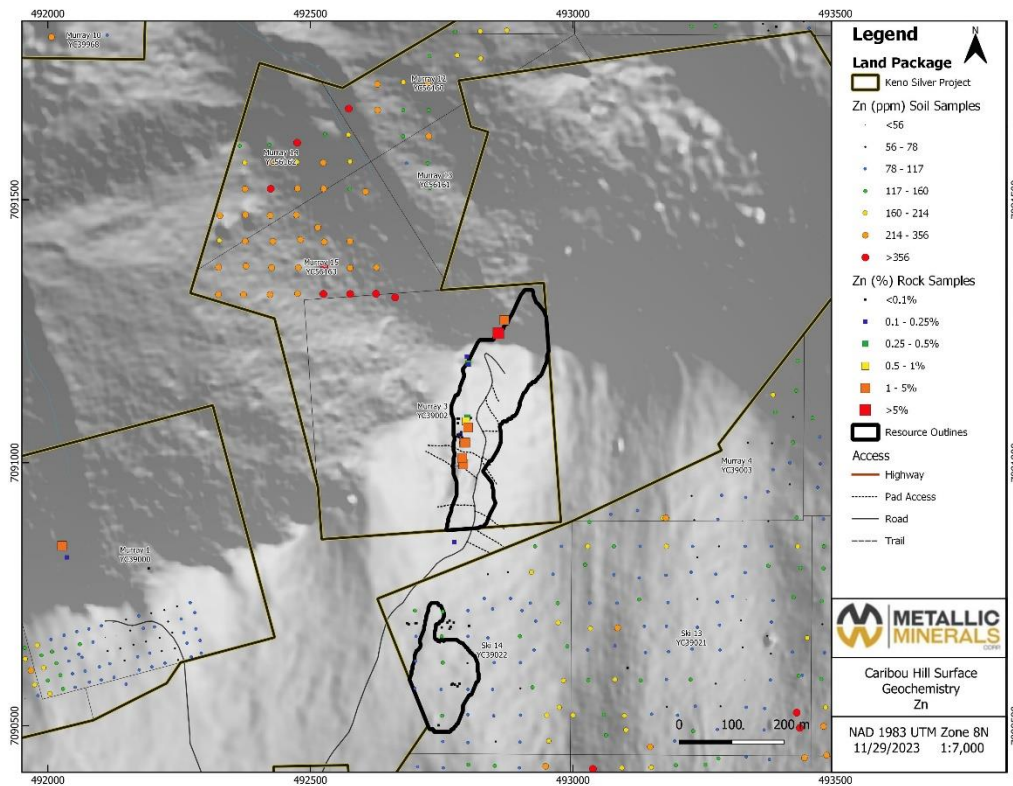 492000
492500
493000
493500
Murray 10
YC39968
Murray 12
YC56160
Murray 14
YC56162
YC56161
Murray 15
YC56163
Murray 3
YC39002
Murray 4
YC39003
Murray 1
YC39000
Ski 14
YC39022
Ski 13
YC39021
7091500
7091000
7090500
0 100 200 m
492000
492500
493000
493500
Legend
N
Land Package
Keno Silver Project
Zn (ppm) Soil Samples
<56
56 - 78
78 - 117
117 - 160
160 - 214
214 - 356
>356
Zn (%) Rock Samples
<0.1%
0.1 - 0.25%
0.25 - 0.5%
0.5 - 1%
1 - 5%
>5%
Resource Outlines
Access
Highway
Pad Access
Road
Trail
METALLIC
MINERALS
CORP
Caribou Hill Surface
Geochemistry
Zn
NAD 1983 UTM Zone 8N
11/29/2023 1:7,000